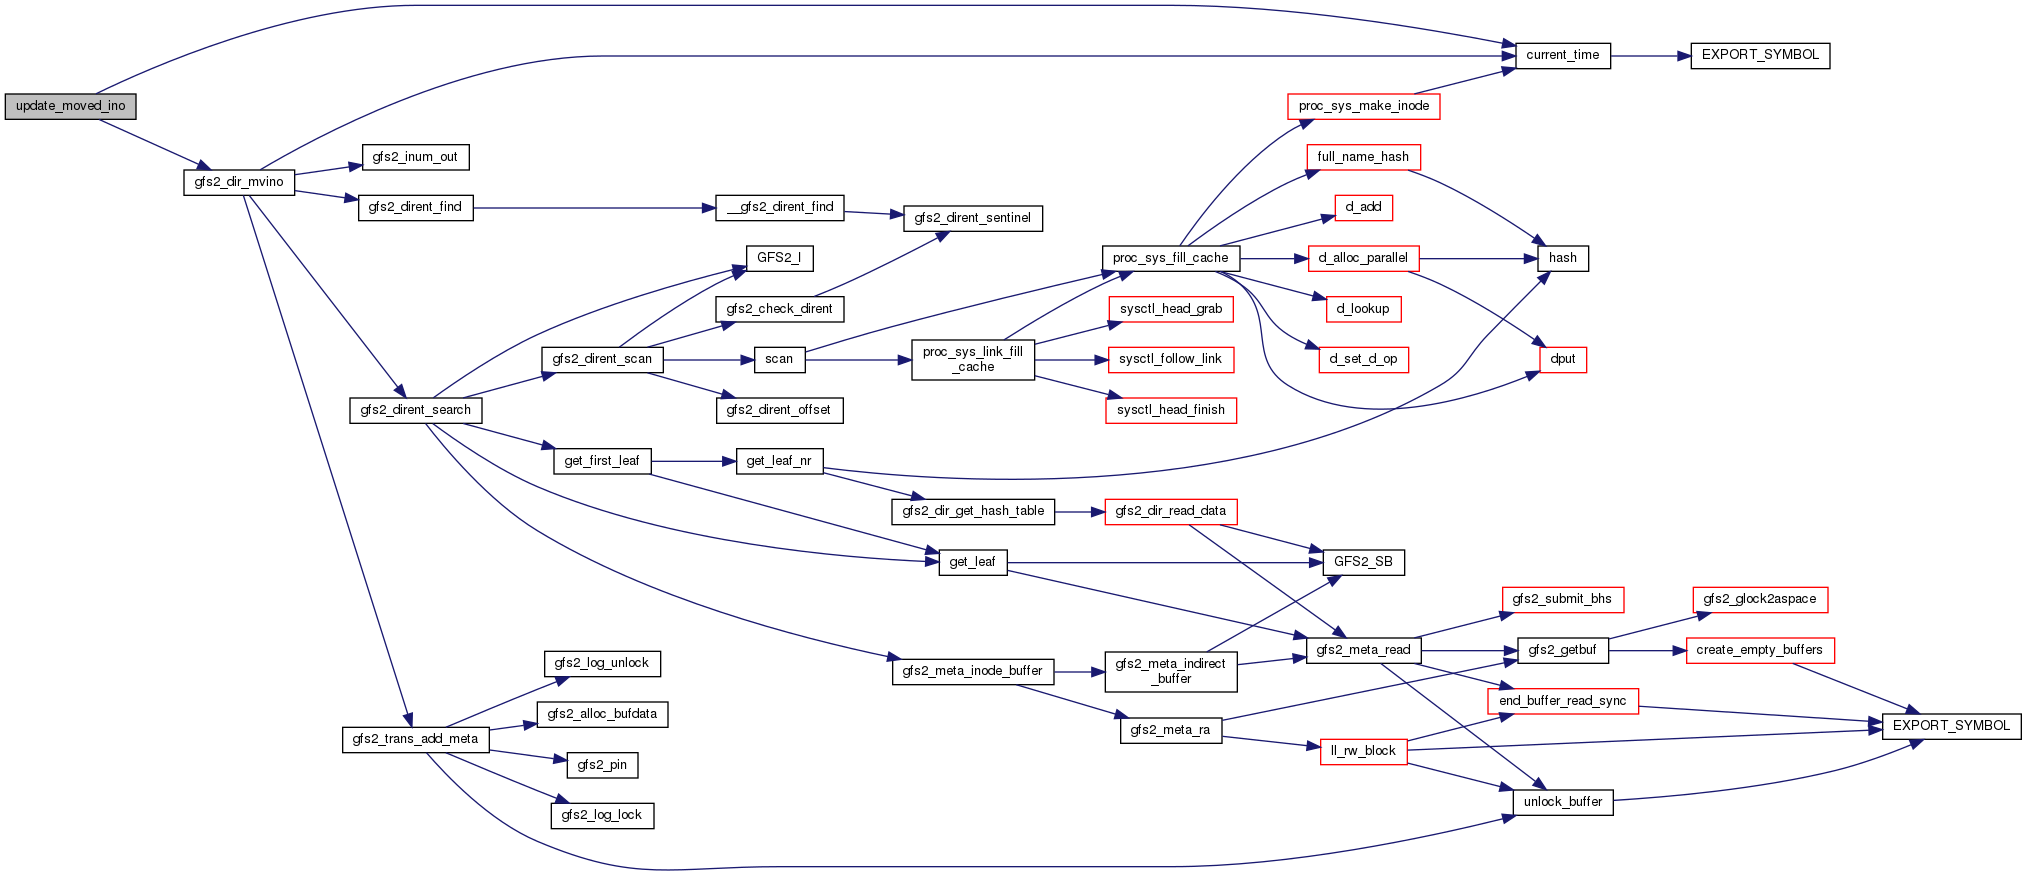 update_moved_ino
current_time
EXPORT_SYMBOL
proc_sys_make_inode
gfs2_inum_out
full_name_hash
gfs2_dir_mvino
gfs2_dirent_find
__gfs2_dirent_find
gfs2_dirent_sentinel
d_add
GFS2_I
proc_sys_fill_cache
d_alloc_parallel
hash
gfs2_check_dirent
sysctl_head_grab
d_lookup
gfs2_dirent_scan
scan
proc_sys_link_fill
_cache
sysctl_follow_link
d_set_d_op
dput
gfs2_dirent_search
gfs2_dirent_offset
sysctl_head_finish
get_first_leaf
get_leaf_nr
gfs2_dir_get_hash_table
gfs2_dir_read_data
get_leaf
GFS2_SB
gfs2_submit_bhs
gfs2_glock2aspace
gfs2_log_unlock
gfs2_meta_inode_buffer
gfs2_meta_indirect
_buffer
gfs2_meta_read
gfs2_getbuf
create_empty_buffers
gfs2_alloc_bufdata
end_buffer_read_sync
gfs2_trans_add_meta
gfs2_meta_ra
EXPORT_SYMBOL
gfs2_pin
ll_rw_block
gfs2_log_lock
unlock_buffer